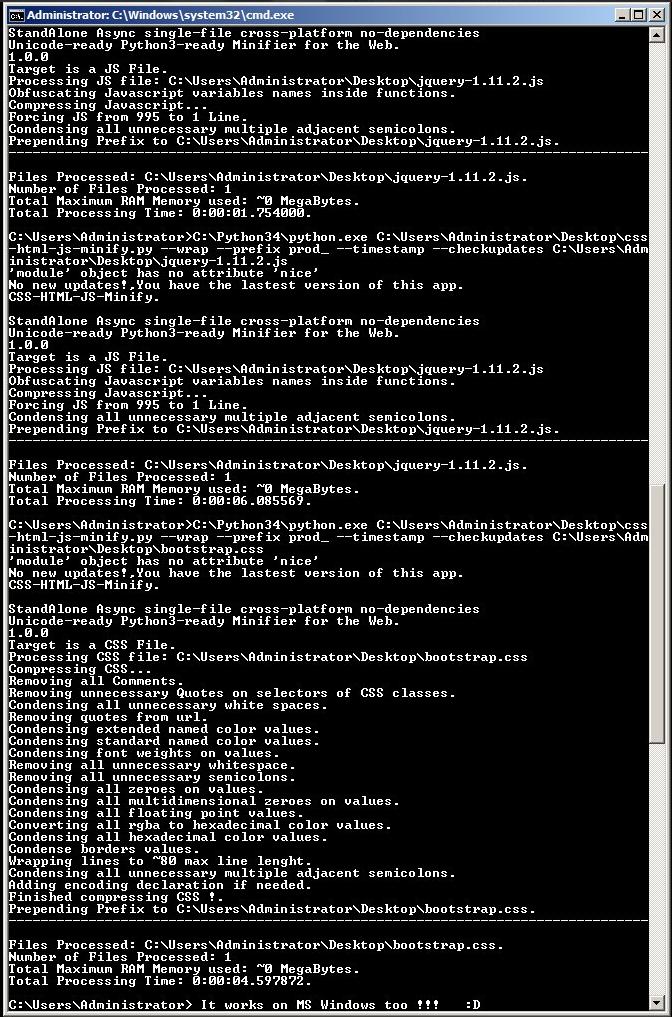 Administrator: C:\Windows\system32\cmd.exe
StandAlone Async single-file cross-platform no-dependencies
Unicode-ready Python3-ready Minifier for the Web.
1.0.0
Target is a JS File.
Processing JS file: C:\Users\Administrator\Desktop\jquery-1.11.2.js
Obfuscating Javascript variables names inside functions.
Compressing Javascript...
Forcing JS from 995 to 1 Line.
Condensing all unnecessary multiple adjacent semicolons.
Prepending Prefix to C:\Users\Administrator\Desktop\jquery-1.11.2.js.
--------------------------------------------------------------------------------
Files Processed: C:\Users\Administrator\Desktop\jquery-1.11.2.js.
Number of Files Processed: 1
Total Maximum RAM Memory used: ~0 MegaBytes.
Total Processing Time: 0:00:01.754000.
C:\Users\Administrator>C:\Python34\python.exe C:\Users\Administrator\Desktop\css
-html-js-minify.py --wrap --prefix prod_ --timestamp --checkupdates C:\Users\Adm
inistrator\Desktop\jquery-1.11.2.js
'module' object has no attribute 'nice'
No new updates!,You have the lastest version of this app.
CSS-HTML-JS-Minify.
StandAlone Async single-file cross-platform no-dependencies
Unicode-ready Python3-ready Minifier for the Web.
1.0.0
Target is a JS File.
Processing JS file: C:\Users\Administrator\Desktop\jquery-1.11.2.js
Obfuscating Javascript variables names inside functions.
Compressing Javascript...
Forcing JS from 995 to 1 Line.
Condensing all unnecessary multiple adjacent semicolons.
Prepending Prefix to C:\Users\Administrator\Desktop\jquery-1.11.2.js.
--------------------------------------------------------------------------------
Files Processed: C:\Users\Administrator\Desktop\jquery-1.11.2.js.
Number of Files Processed: 1
Total Maximum RAM Memory used: ~0 MegaBytes.
Total Processing Time: 0:00:06.085569.
C:\Users\Administrator>C:\Python34\python.exe C:\Users\Administrator\Desktop\css
-html-js-minify.py --wrap --prefix prod_ --timestamp --checkupdates C:\Users\Adm
inistrator\Desktop\bootstrap.css
'module' object has no attribute 'nice'
No new updates!,You have the lastest version of this app.
CSS-HTML-JS-Minify.
StandAlone Async single-file cross-platform no-dependencies
Unicode-ready Python3-ready Minifier for the Web.
1.0.0
Target is a CSS File.
Processing CSS file: C:\Users\Administrator\Desktop\bootstrap.css
Compressing CSS...
Removing all Comments.
Removing unnecessary Quotes on selectors of CSS classes.
Condensing all unnecessary white spaces.
Removing quotes from url.
Condensing extended named color values.
Condensing standard named color values.
Condensing font weights on values.
Removing all unnecessary whitespace.
Removing all unnecessary semicolons.
Condensing all zeroes on values.
Condensing all multidimensional zeroes on values.
Condensing all floating point values.
Converting all rgba to hexadecimal color values.
Condensing all hexadecimal color values.
Condense borders values.
Wrapping lines to ~80 max line lenght.
Condensing all unnecessary multiple adjacent semicolons.
Adding encoding declaration if needed.
Finished compressing CSS !.
Prepending Prefix to C:\Users\Administrator\Desktop\bootstrap.css.
--------------------------------------------------------------------------------
Files Processed: C:\Users\Administrator\Desktop\bootstrap.css.
Number of Files Processed: 1
Total Maximum RAM Memory used: ~0 MegaBytes.
Total Processing Time: 0:00:04.597872.
C:\Users\Administrator> It works on MS Windows too !!!   :D